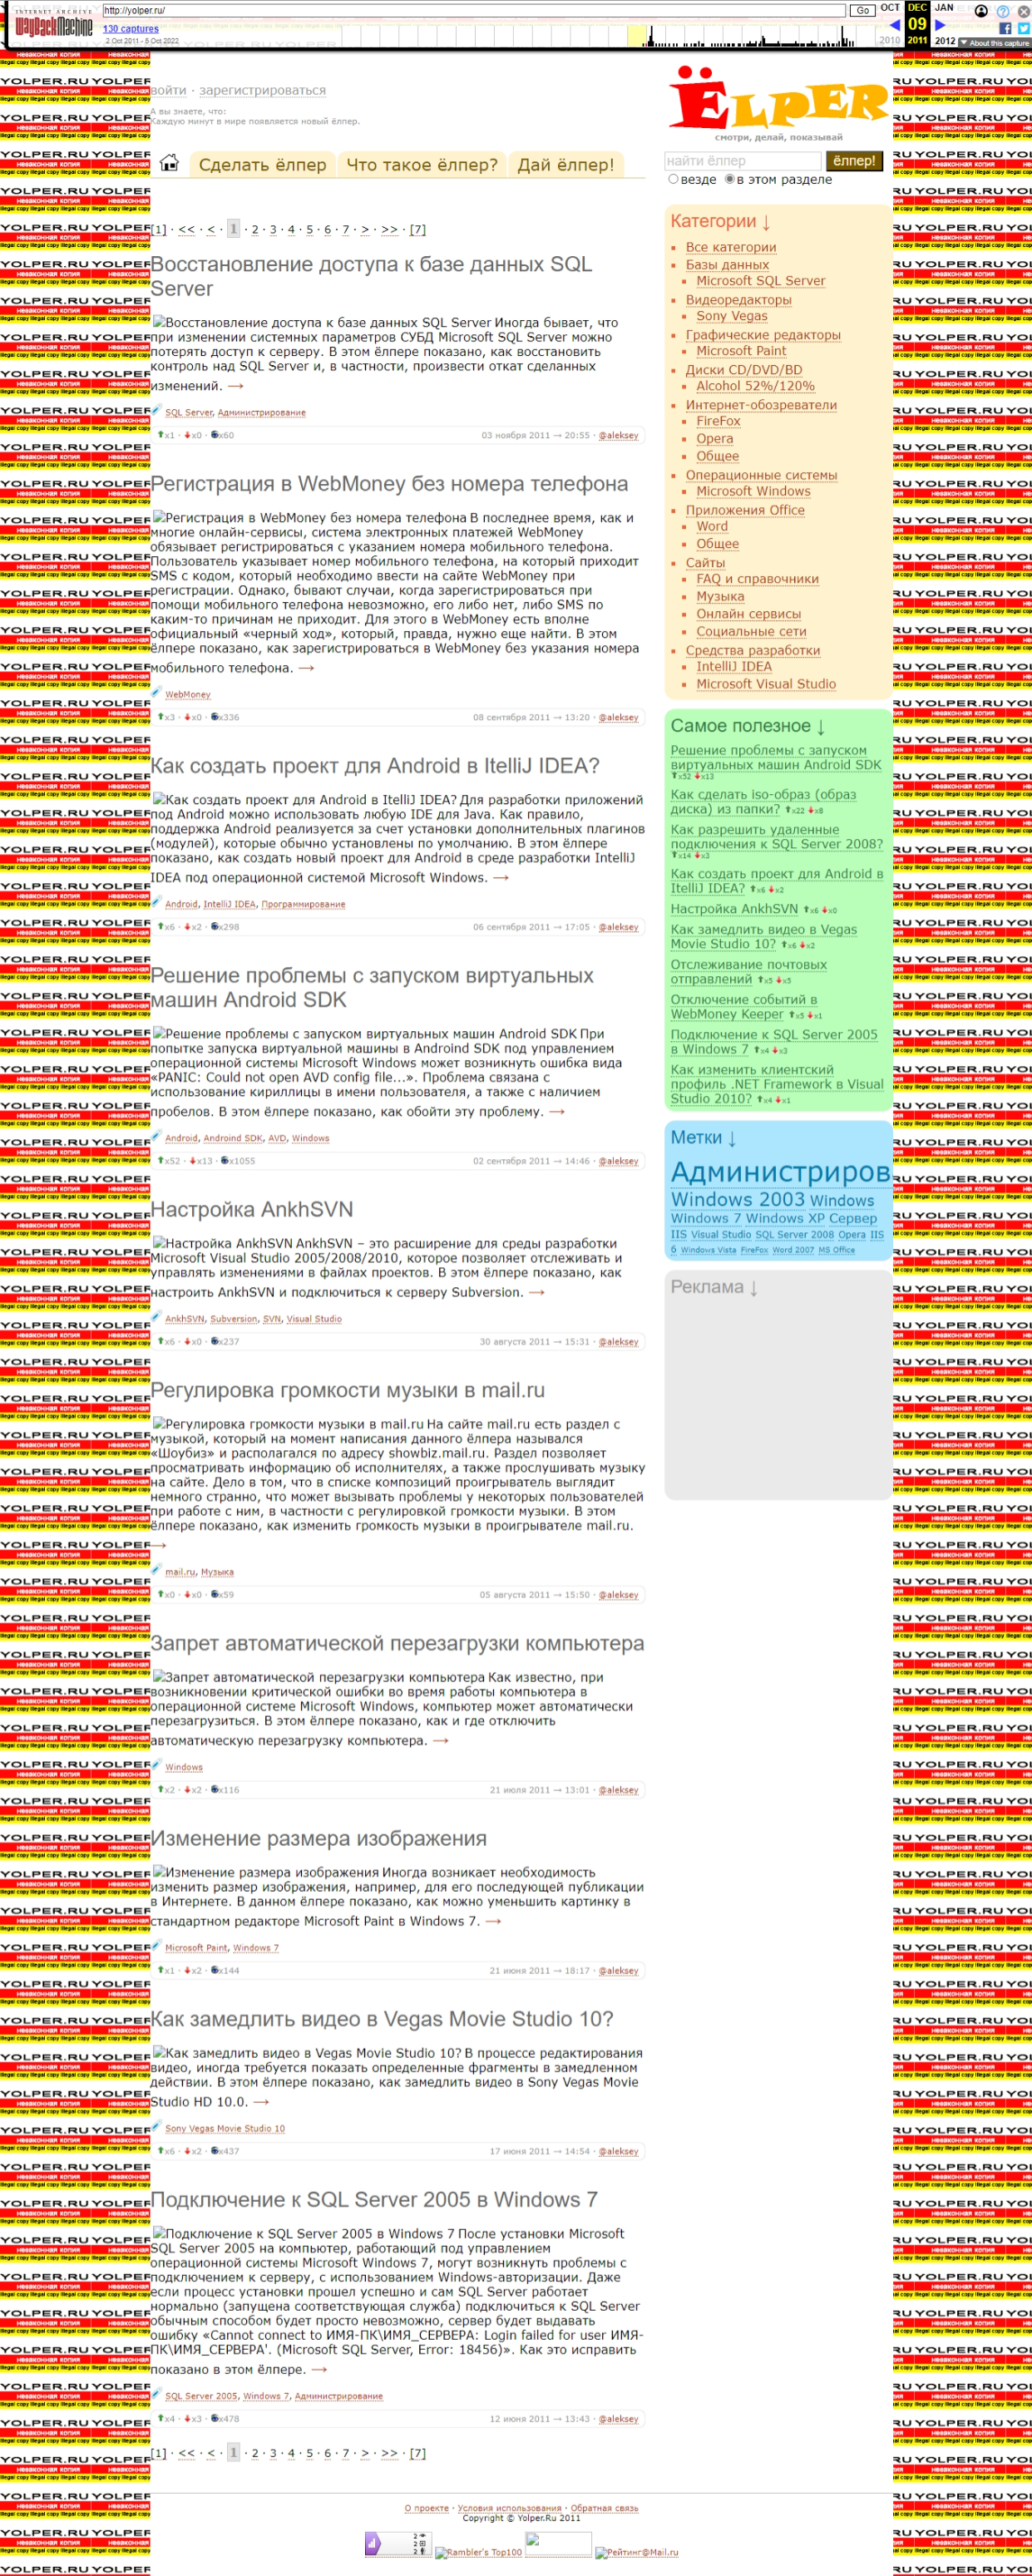 INTERNET ARCHIVE
WayBackMachine
http://yolper.ru/
Go
130 captures
2 Oct 2011 - 5 Oct 2022
OCT DEC JAN
09
2010 2011 2012
About this capture
YOLPER.RU
НЕЗАКОННАЯ КОПИЯ
Illegal copy Illegal copy
войти · зарегистрироваться
А вы знаете, что:
Каждую минут в мире появляется новый ёлпер.
ЁLPER
смотри, делай, показывай
Сделать ёлпер Что такое ёлпер? Дай ёлпер!
найти ёлпер
ёлпер!
везде в этом разделе
[1] · << · < · 1 · 2 · 3 · 4 · 5 · 6 · 7 · > · >> · [7]
Восстановление доступа к базе данных SQL
Server
Восстановление доступа к базе данных SQL Server Иногда бывает, что
при изменении системных параметров СУБД Microsoft SQL Server можно
потерять доступ к серверу. В этом ёлпере показано, как восстановить
контроль над SQL Server и, в частности, произвести откат сделанных
изменений. →
SQL Server, Администрирование
x1 · x0 · x60
03 ноября 2011 → 20:55 · @aleksey
Регистрация в WebMoney без номера телефона
Регистрация в WebMoney без номера телефона В последнее время, как и
многие онлайн-сервисы, система электронных платежей WebMoney
обязывает регистрироваться с указанием номера мобильного телефона.
Пользователь указывает номер мобильного телефона, на который приходит
SMS с кодом, который необходимо ввести на сайте WebMoney при
регистрации. Однако, бывают случаи, когда зарегистрироваться при
помощи мобильного телефона невозможно, его либо нет, либо SMS по
каким-то причинам не приходит. Для этого в WebMoney есть вполне
официальный «черный ход», который, правда, нужно еще найти. В этом
ёлпере показано, как зарегистрироваться в WebMoney без указания номера
мобильного телефона. →
WebMoney
x3 · x0 · x336
08 сентября 2011 → 13:20 · @aleksey
Как создать проект для Android в ItelliJ IDEA?
Как создать проект для Android в ItelliJ IDEA? Для разработки приложений
под Android можно использовать любую IDE для Java. Как правило,
поддержка Android реализуется за счет установки дополнительных плагинов
(модулей), которые обычно установлены по умолчанию. В этом ёлпере
показано, как создать новый проект для Android в среде разработки IntelliJ
IDEA под операционной системой Microsoft Windows. →
Android, IntelliJ IDEA, Программирование
x6 · x2 · x298
06 сентября 2011 → 17:05 · @aleksey
Решение проблемы с запуском виртуальных
машин Android SDK
Решение проблемы с запуском виртуальных машин Android SDK При
попытке запуска виртуальной машины в Android SDK под управлением
операционной системы Microsoft Windows может возникнуть ошибка вида
«PANIC: Could not open AVD config file...». Проблема связана с
использование кириллицы в имени пользователя, а также с наличием
пробелов. В этом ёлпере показано, как обойти эту проблему. →
Android, Androind SDK, AVD, Windows
x52 · x13 · x1055
02 сентября 2011 → 14:46 · @aleksey
Настройка AnkhSVN
Настройка AnkhSVN AnkhSVN – это расширение для среды разработки
Microsoft Visual Studio 2005/2008/2010, которое позволяет отслеживать и
управлять изменениями в файлах проектов. В этом ёлпере показано, как
настроить AnkhSVN и подключиться к серверу Subversion. →
AnkhSVN, Subversion, SVN, Visual Studio
x6 · x0 · x237
30 августа 2011 → 15:31 · @aleksey
Регулировка громкости музыки в mail.ru
Регулировка громкости музыки в mail.ru На сайте mail.ru есть раздел с
музыкой, который на момент написания данного ёлпера назывался
«Шоубиз» и располагался по адресу showbiz.mail.ru. Раздел позволяет
просматривать информацию об исполнителях, а также прослушивать музыку
на сайте. Дело в том, что в списке композиций проигрыватель выглядит
немного странно, что может вызывать проблемы у некоторых пользователей
при работе с ним, в частности с регулировкой громкости музыки. В этом
ёлпере показано, как изменить громкость музыки в проигрывателе mail.ru.
→
mail.ru, Музыка
x0 · x0 · x59
05 августа 2011 → 15:50 · @aleksey
Запрет автоматической перезагрузки компьютера
Запрет автоматической перезагрузки компьютера Как известно, при
возникновении критической ошибки во время работы компьютера в
операционной системе Microsoft Windows, компьютер может автоматически
перезагрузиться. В этом ёлпере показано, как и где отключить
автоматическую перезагрузку компьютера. →
Windows
x2 · x2 · x116
21 июля 2011 → 13:01 · @aleksey
Изменение размера изображения
Изменение размера изображения Иногда возникает необходимость
изменить размер изображения, например, для его последующей публикации
в Интернете. В данном ёлпере показано, как можно уменьшить картинку в
стандартном редакторе Microsoft Paint в Windows 7. →
Microsoft Paint, Windows 7
x1 · x2 · x144
21 июня 2011 → 18:17 · @aleksey
Как замедлить видео в Vegas Movie Studio 10?
Как замедлить видео в Vegas Movie Studio 10? В процессе редактирования
видео, иногда требуется показать определенные фрагменты в замедленном
действии. В этом ёлпере показано, как замедлить видео в Sony Vegas Movie
Studio HD 10.0. →
Sony Vegas Movie Studio 10
x6 · x2 · x437
17 июня 2011 → 14:54 · @aleksey
Подключение к SQL Server 2005 в Windows 7
Подключение к SQL Server 2005 в Windows 7 После установки Microsoft
SQL Server 2005 на компьютер, работающий под управлением
операционной системы Microsoft Windows 7, могут возникнуть проблемы с
подключением к серверу, с использованием Windows-авторизации. Даже
если процесс установки прошел успешно и сам SQL Server работает
нормально (запущена соответствующая служба) подключиться к SQL Server
обычным способом будет просто невозможно, сервер будет выдавать
ошибку «Cannot connect to ИМЯ-ПК\ИМЯ_СЕРВЕРА: Login failed for user ИМЯ-
ПК\ИМЯ_СЕРВЕРА'. (Microsoft SQL Server, Error: 18456)». Как это исправить
показано в этом ёлпере. →
SQL Server 2005, Windows 7, Администрирование
x4 · x3 · x478
12 июня 2011 → 13:43 · @aleksey
[1] · << · < · 1 · 2 · 3 · 4 · 5 · 6 · 7 · > · >> · [7]
Категории ↓
Все категории
Базы данных
Microsoft SQL Server
Видеоредакторы
Sony Vegas
Графические редакторы
Microsoft Paint
Диски CD/DVD/BD
Alcohol 52%/120%
Интернет-обозреватели
FireFox
Opera
Общее
Операционные системы
Microsoft Windows
Приложения Office
Word
Общее
Сайты
FAQ и справочники
Музыка
Онлайн сервисы
Социальные сети
Средства разработки
IntelliJ IDEA
Microsoft Visual Studio
Самое полезное ↓
Решение проблемы с запуском
виртуальных машин Android SDK
x52 x13
Как сделать iso-образ (образ
диска) из папки? x22 x8
Как разрешить удаленные
подключения к SQL Server 2008?
x14 x3
Как создать проект для Android в
ItelliJ IDEA? x6 x2
Настройка AnkhSVN x6 x0
Как замедлить видео в Vegas
Movie Studio 10? x6 x2
Отслеживание почтовых
отправлений x5 x5
Отключение событий в
WebMoney Keeper x5 x1
Подключение к SQL Server 2005
в Windows 7 x4 x3
Как изменить клиентский
профиль .NET Framework в Visual
Studio 2010? x4 x1
Метки ↓
Администриров
Windows 2003 Windows
Windows 7 Windows XP Сервер
IIS Visual Studio SQL Server 2008 Opera IIS
6 Windows Vista FireFox Word 2007 MS Office
Реклама ↓
О проекте · Условия использования · Обратная связь
Copyright © Yolper.Ru 2011
2
2
2
Rambler's Top100
Рейтинг@Mail.ru